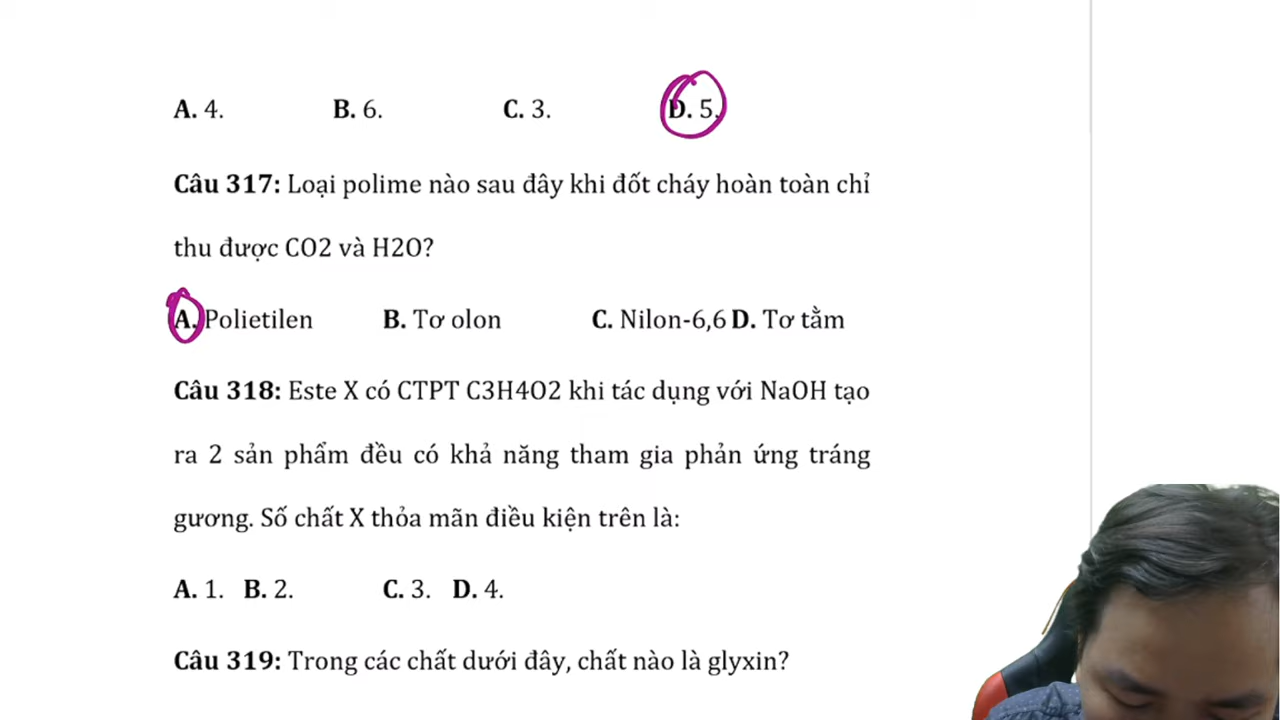 A. 4. B. 6. C. 3. D. 5.
Câu 317: Loại polime nào sau đây khi đốt cháy hoàn toàn chỉ
thu được CO2 và H2O?
A. Polietilen B. Tơ olon C. Nilon-6,6 D. Tơ tằm
Câu 318: Este X có CTPT C3H4O2 khi tác dụng với NaOH tạo
ra 2 sản phẩm đều có khả năng tham gia phản ứng tráng
gương. Số chất X thỏa mãn điều kiện trên là:
A. 1. B. 2. C. 3. D. 4.
Câu 319: Trong các chất dưới đây, chất nào là glyxin?